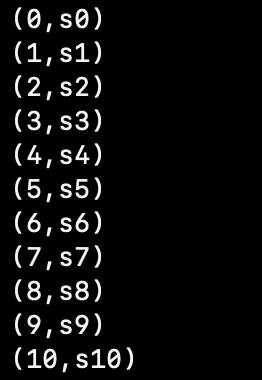 (0,s0)
(1,s1)
(2,s2)
(3,s3)
(4,s4)
(5,s5)
(6,s6)
(7,s7)
(8,s8)
(9,s9)
(10,s10)